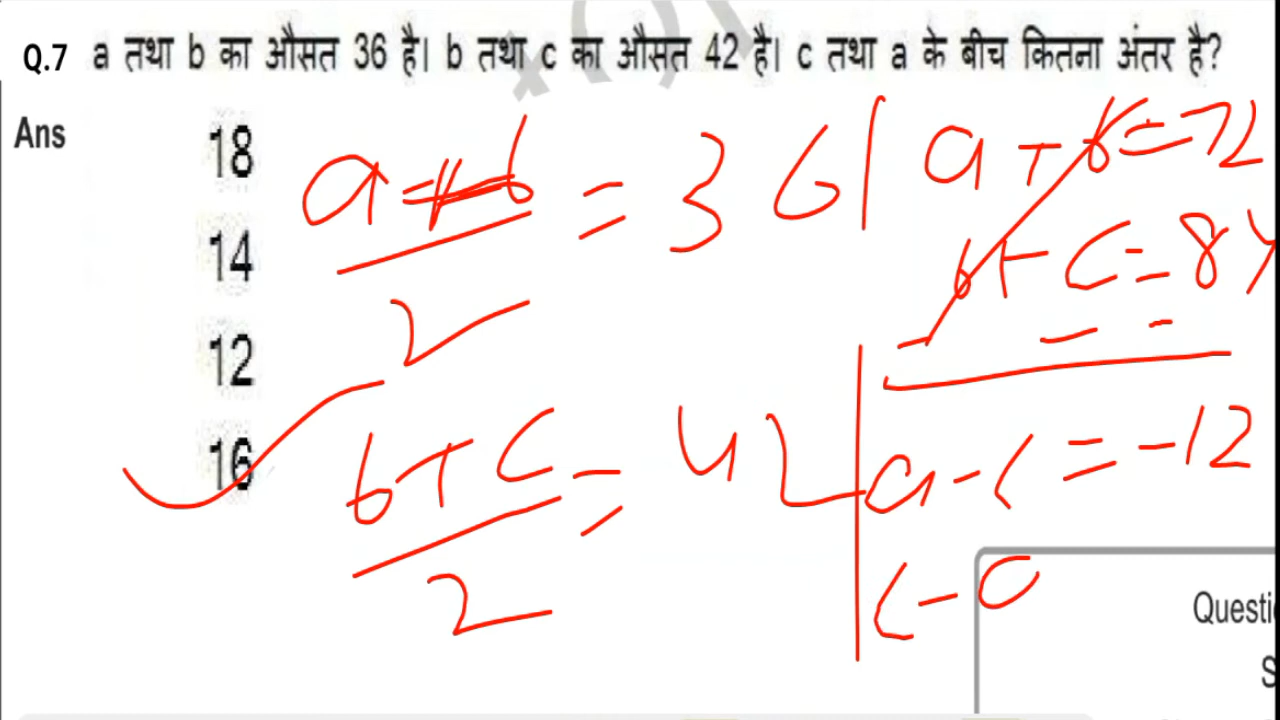 Q.7 a तथा b का औसत 36 है। b तथा c का औसत 42 है। c तथा a के बीच कितना अंतर है?
Ans 18
14
12
16
a + b = 36
2
b + c = 42
2
a + b = 72
b + c = 84
- - -
a - c = -12
c -
Questi
S